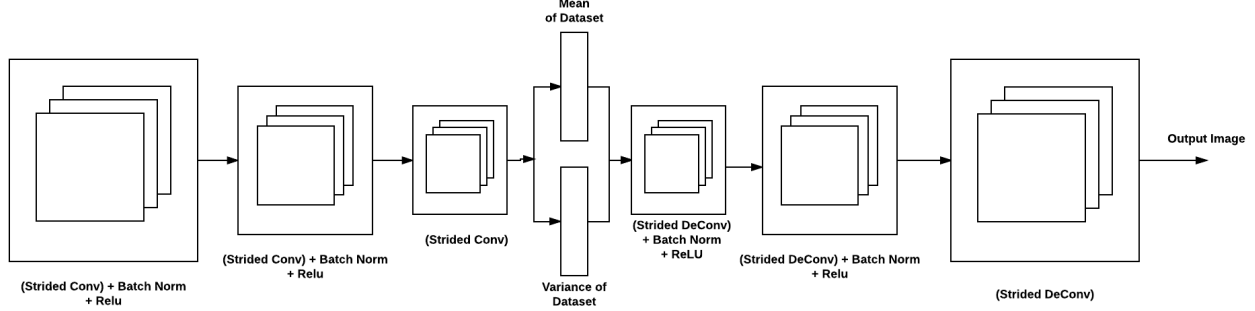 Mean
of Dataset
Output Image
(Strided Conv) + Batch Norm
+ Relu
(Strided Conv) + Batch Norm
+ Relu
(Strided Conv)
Variance of
Dataset
(Strided DeConv)
+ Batch Norm
+ ReLU
(Strided DeConv) + Batch Norm
+ Relu
(Strided DeConv)